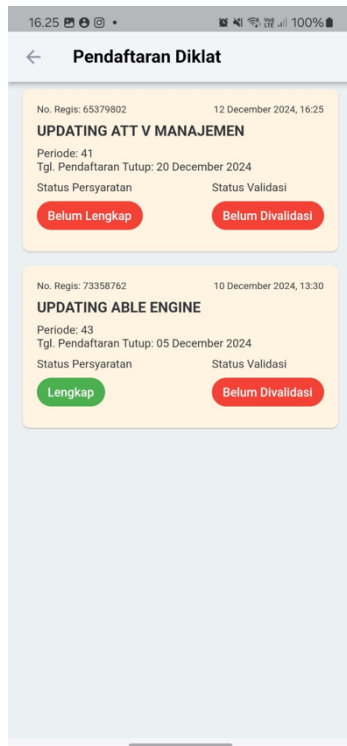 16.25
100%
Pendaftaran Diklat
No. Regis: 65379802 12 December 2024, 16:25
UPDATING ATT V MANAJEMEN
Periode: 41
Tgl. Pendaftaran Tutup: 20 December 2024
Status Persyaratan Status Validasi
Belum Lengkap Belum Divalidasi
No. Regis: 73358762 10 December 2024, 13:30
UPDATING ABLE ENGINE
Periode: 43
Tgl. Pendaftaran Tutup: 05 December 2024
Status Persyaratan Status Validasi
Lengkap Belum Divalidasi